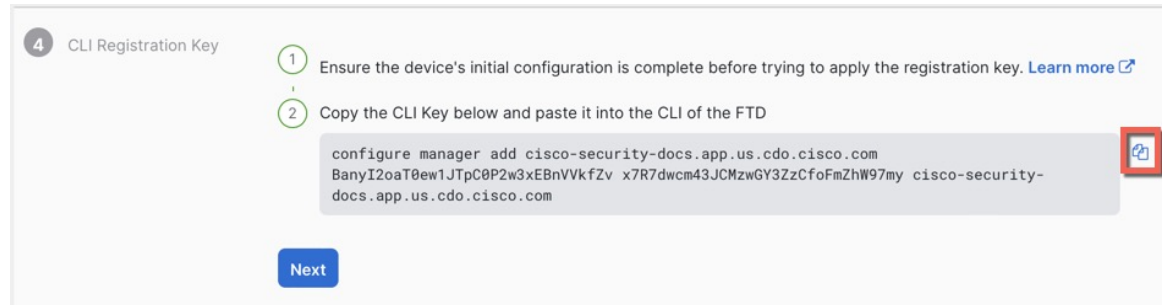 4 CLI Registration Key
1 Ensure the device's initial configuration is complete before trying to apply the registration key. Learn more
2 Copy the CLI Key below and paste it into the CLI of the FTD
configure manager add cisco-security-docs.app.us.cdo.cisco.com
BanyI2oaT0ew1JTpC0P2w3xEBnVVkfZv x7R7dwcm43JCMzwGY3ZzCfoFmZhW97my cisco-security-
docs.app.us.cdo.cisco.com
Next